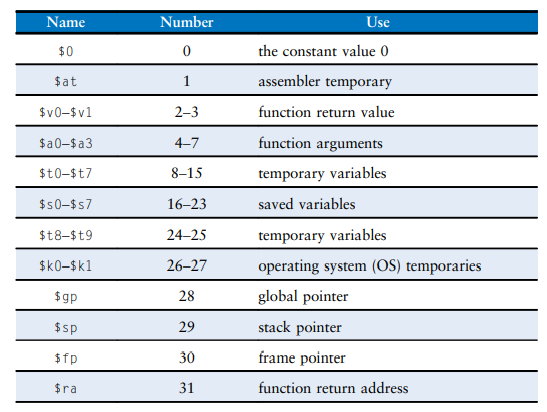 Name Number Use
$0 0 the constant value 0
$at 1 assembler temporary
$v0–$v1 2–3 function return value
$a0–$a3 4–7 function arguments
$t0–$t7 8–15 temporary variables
$s0–$s7 16–23 saved variables
$t8–$t9 24–25 temporary variables
$k0–$k1 26–27 operating system (OS) temporaries
$gp 28 global pointer
$sp 29 stack pointer
$fp 30 frame pointer
$ra 31 function return address